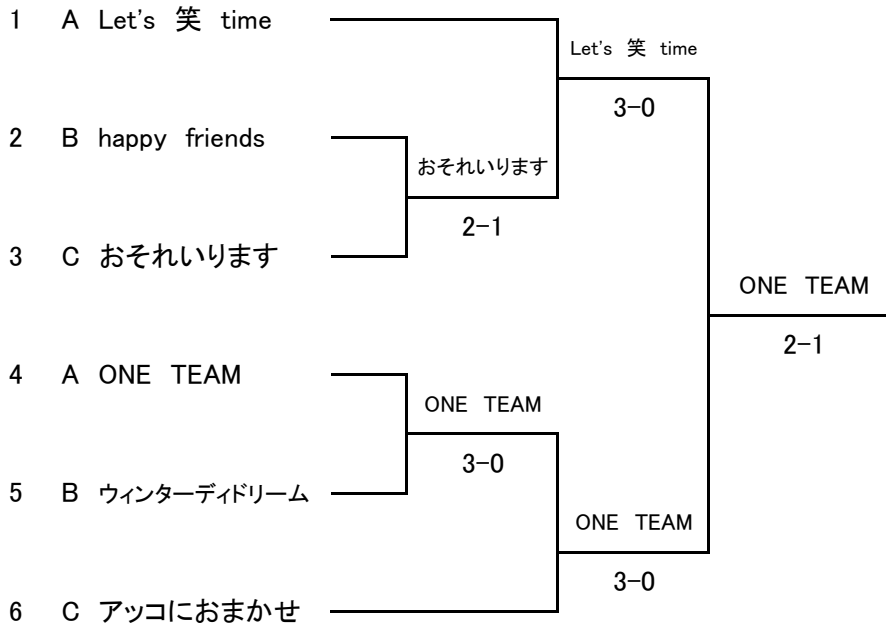 1 A Let's 笑 time
Let's 笑 time
3-0
2 B happy friends
おそれいります
2-1
3 C おそれいります
ONE TEAM
2-1
4 A ONE TEAM
ONE TEAM
3-0
5 B ウィンターディドリーム
ONE TEAM
3-0
6 C アッコにおまかせ